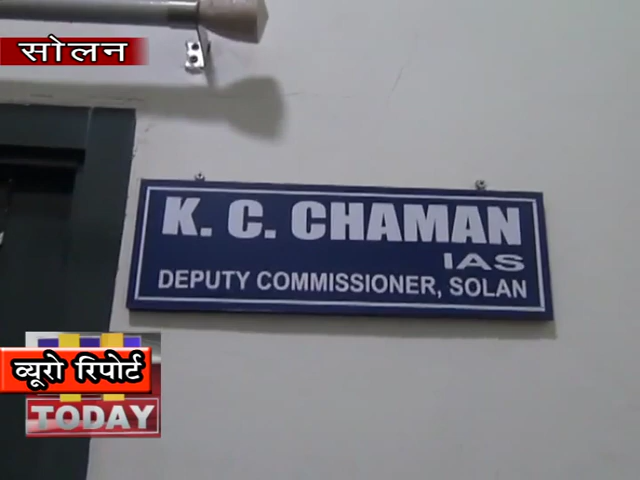 सोलन
K. C. CHAMAN
IAS
DEPUTY COMMISSIONER, SOLAN
व्यूरो रिपोर्ट
TODAY